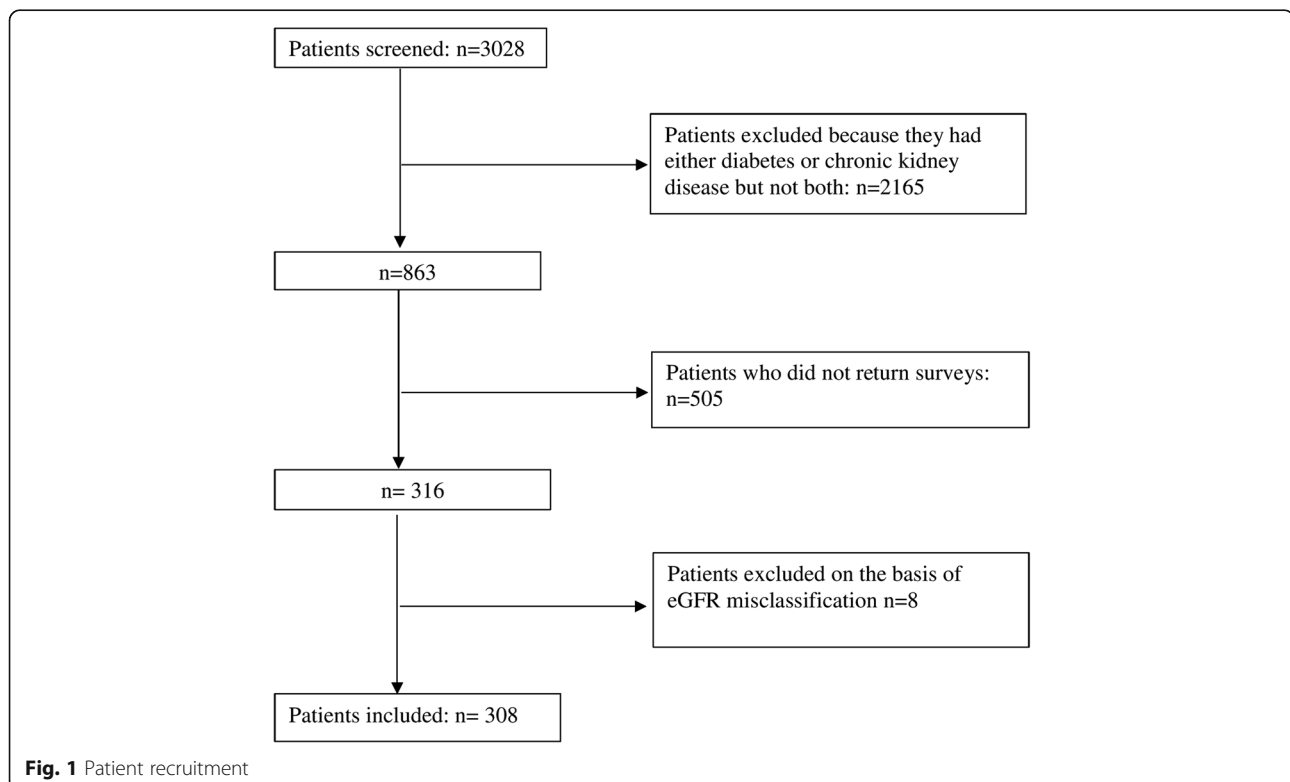 Patients screened: n=3028
Patients excluded because they had
either diabetes or chronic kidney
disease but not both: n=2165
n=863
Patients who did not return surveys:
n=505
n= 316
Patients excluded on the basis of
eGFR misclassification n=8
Patients included: n= 308
Fig. 1 Patient recruitment